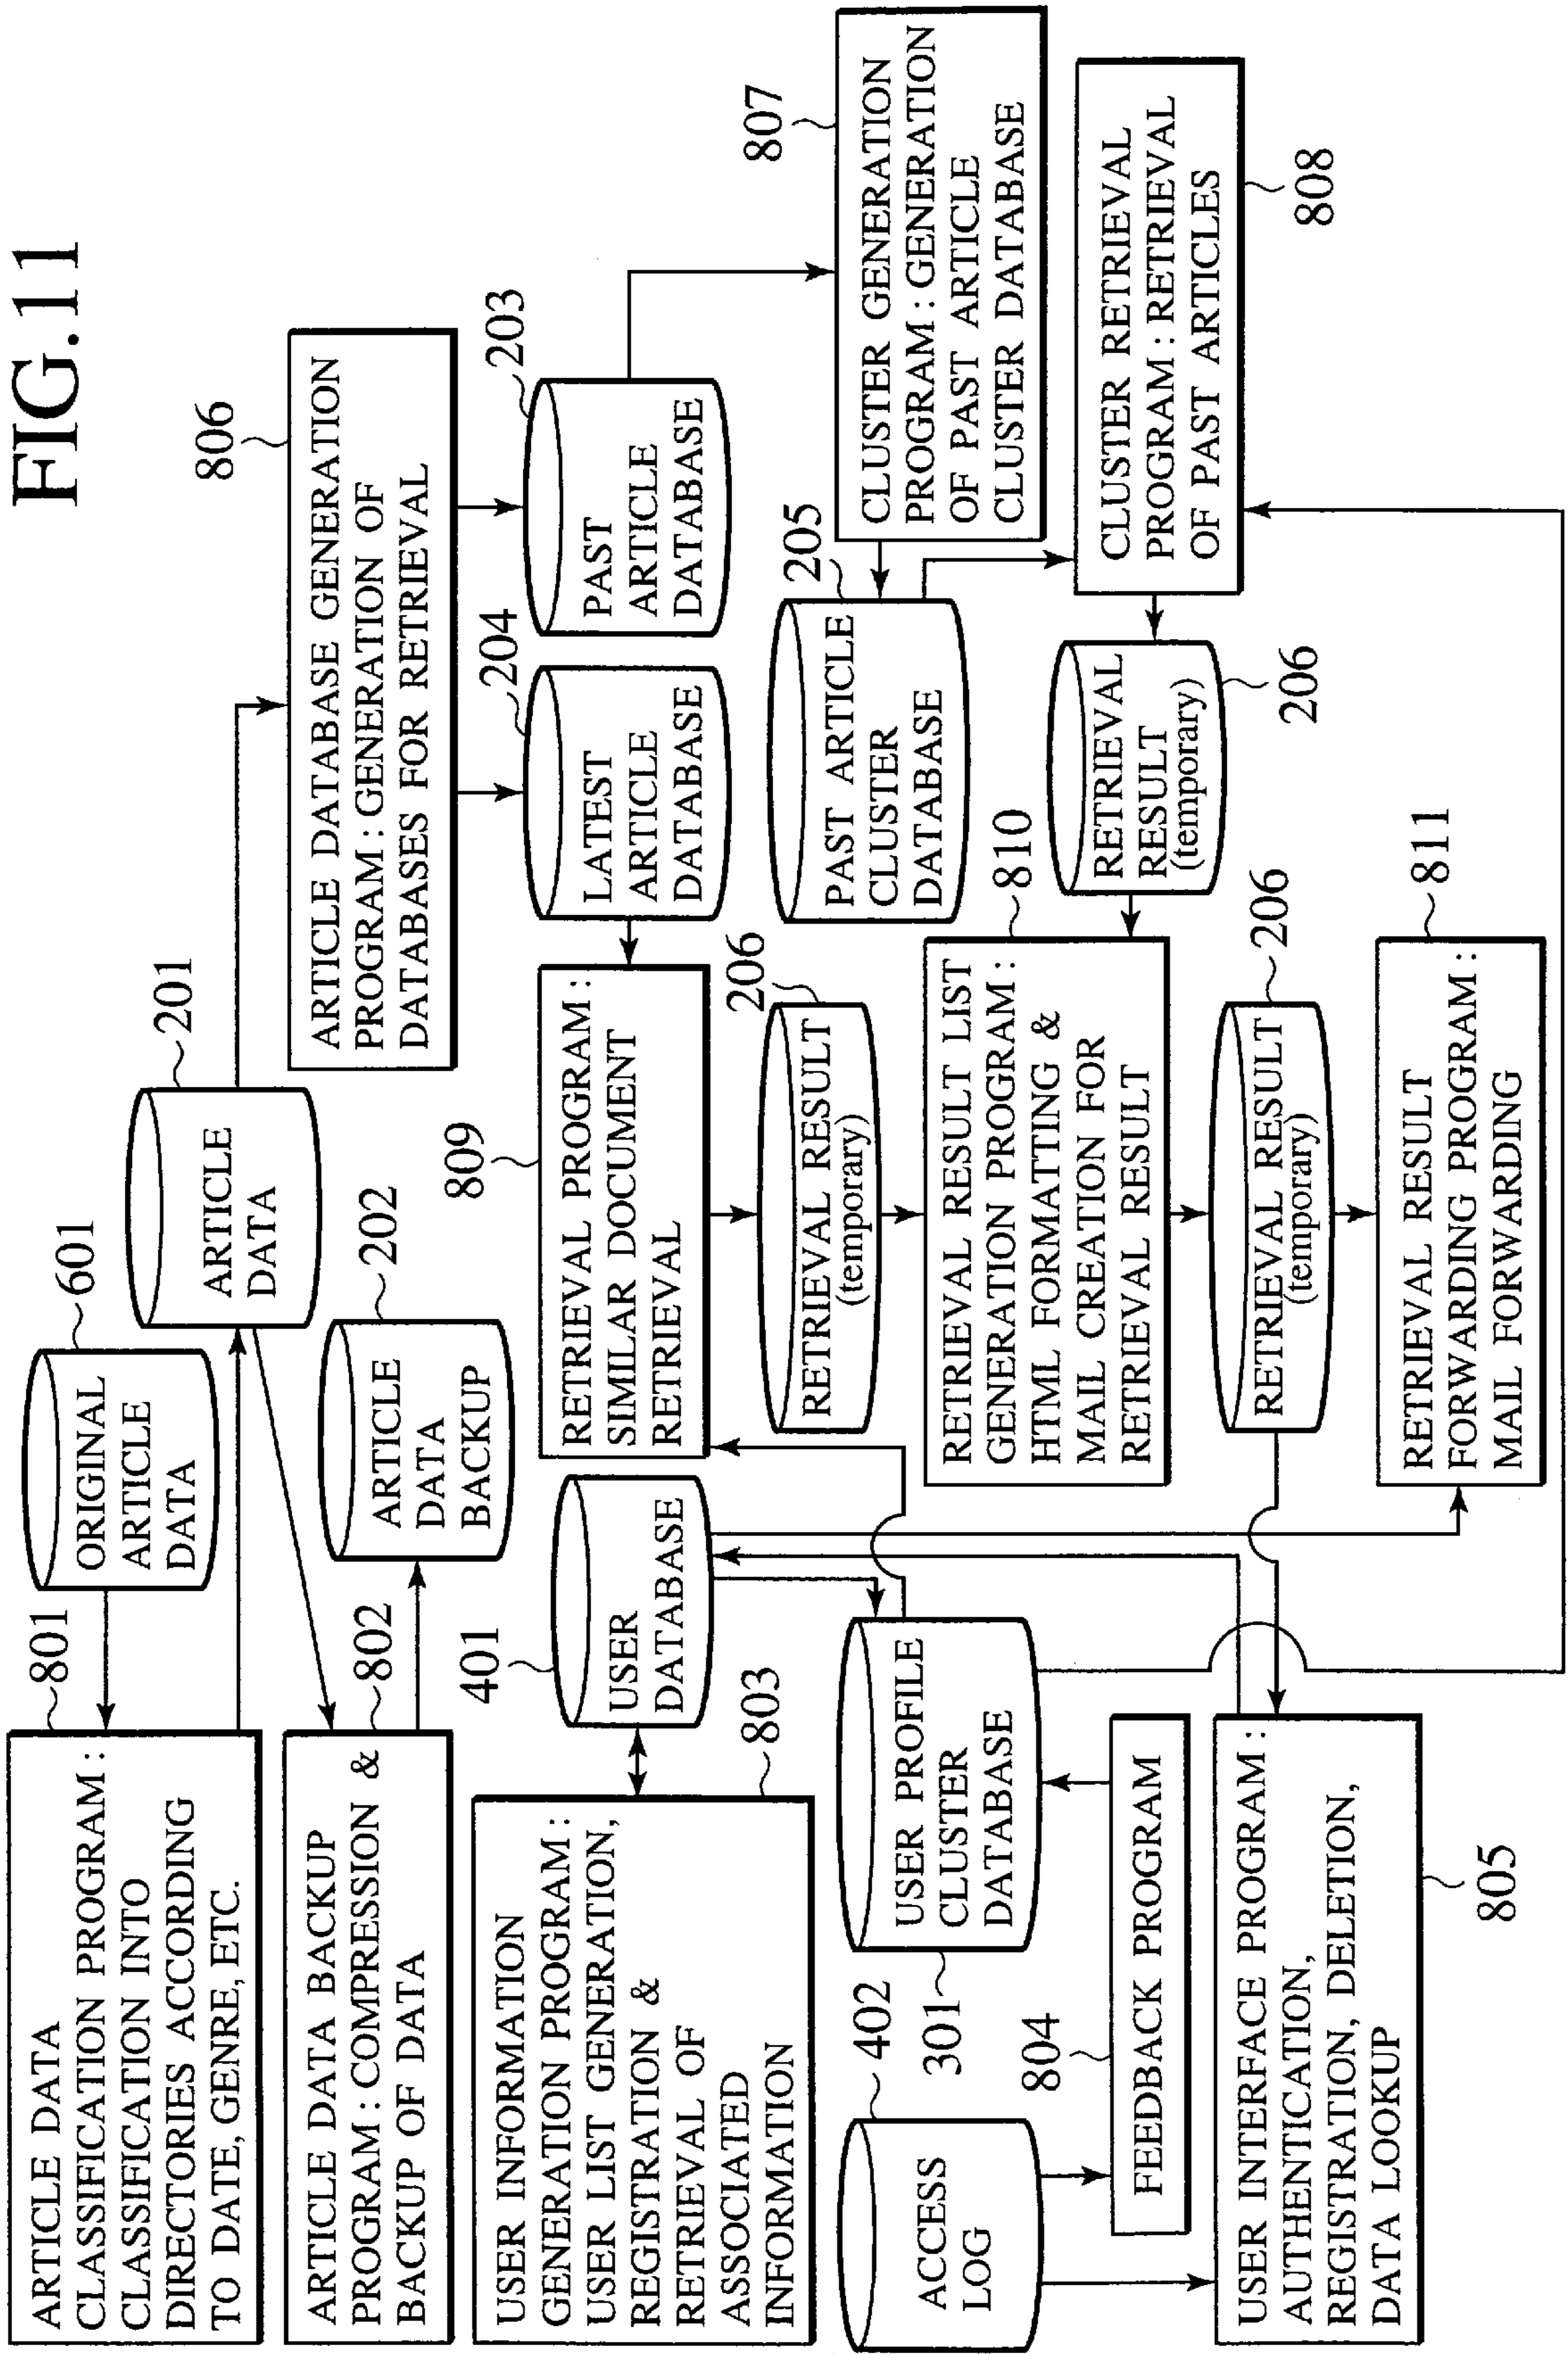 FIG.11
ARTICLE DATA
CLASSIFICATION PROGRAM :
CLASSIFICATION INTO
DIRECTORIES ACCORDING
TO DATE, GENRE, ETC.
801
ORIGINAL
ARTICLE
DATA
601
ARTICLE
DATA
201
ARTICLE DATA BACKUP
PROGRAM : COMPRESSION &
BACKUP OF DATA
802
ARTICLE
DATA
BACKUP
202
ARTICLE DATABASE GENERATION
PROGRAM : GENERATION OF
DATABASES FOR RETRIEVAL
806
USER INFORMATION
GENERATION PROGRAM :
USER LIST GENERATION,
REGISTRATION &
RETRIEVAL OF
ASSOCIATED
INFORMATION
803
USER
DATABASE
401
RETRIEVAL PROGRAM :
SIMILAR DOCUMENT
RETRIEVAL
809
LATEST
ARTICLE
DATABASE
204
PAST
ARTICLE
DATABASE
203
ACCESS
LOG
402
USER PROFILE
CLUSTER
DATABASE
301
RETRIEVAL RESULT
(temporary)
206
PAST ARTICLE
CLUSTER
DATABASE
205
CLUSTER GENERATION
PROGRAM : GENERATION
OF PAST ARTICLE
CLUSTER DATABASE
807
FEEDBACK PROGRAM
804
RETRIEVAL RESULT LIST
GENERATION PROGRAM :
HTML FORMATTING &
MAIL CREATION FOR
RETRIEVAL RESULT
810
RETRIEVAL
RESULT
(temporary)
206
CLUSTER RETRIEVAL
PROGRAM : RETRIEVAL
OF PAST ARTICLES
808
USER INTERFACE PROGRAM :
AUTHENTICATION,
REGISTRATION, DELETION,
DATA LOOKUP
805
RETRIEVAL RESULT
(temporary)
206
RETRIEVAL RESULT
FORWARDING PROGRAM :
MAIL FORWARDING
811